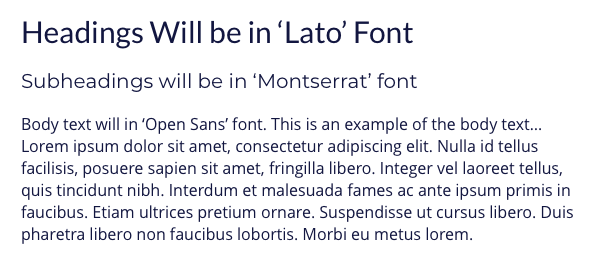 Headings Will be in ‘Lato’ Font
Subheadings will be in ‘Montserrat’ font
Body text will in ‘Open Sans’ font. This is an example of the body text...
Lorem ipsum dolor sit amet, consectetur adipiscing elit. Nulla id tellus
facilisis, posuere sapien sit amet, fringilla libero. Integer vel laoreet tellus,
quis tincidunt nibh. Interdum et malesuada fames ac ante ipsum primis in
faucibus. Etiam ultrices pretium ornare. Suspendisse ut cursus libero. Duis
pharetra libero non faucibus lobortis. Morbi eu metus lorem.